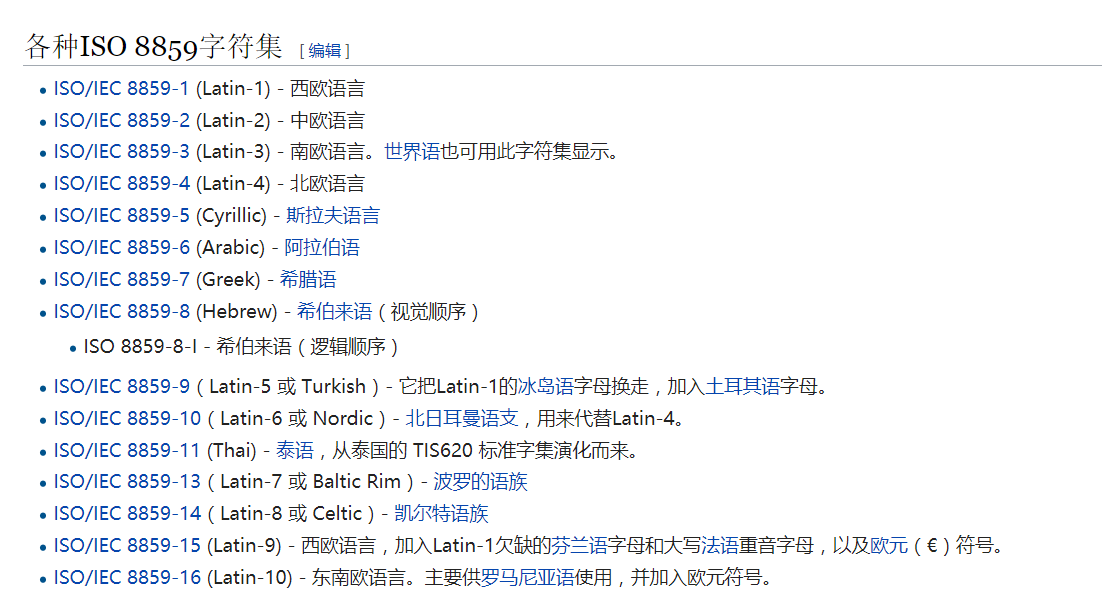 各种ISO 8859字符集 [编辑]
ISO/IEC 8859-1 (Latin-1) - 西欧语言
ISO/IEC 8859-2 (Latin-2) - 中欧语言
ISO/IEC 8859-3 (Latin-3) - 南欧语言。世界语也可用此字符集显示。
ISO/IEC 8859-4 (Latin-4) - 北欧语言
ISO/IEC 8859-5 (Cyrillic) - 斯拉夫语言
ISO/IEC 8859-6 (Arabic) - 阿拉伯语
ISO/IEC 8859-7 (Greek) - 希腊语
ISO/IEC 8859-8 (Hebrew) - 希伯来语（视觉顺序）
ISO 8859-8-I - 希伯来语（逻辑顺序）
ISO/IEC 8859-9（Latin-5 或 Turkish）- 它把Latin-1的冰岛语字母换走，加入土耳其语字母。
ISO/IEC 8859-10（Latin-6 或 Nordic）- 北日耳曼语支，用来代替Latin-4。
ISO/IEC 8859-11 (Thai) - 泰语，从泰国的 TIS620 标准字集演化而来。
ISO/IEC 8859-13（Latin-7 或 Baltic Rim）- 波罗的语族
ISO/IEC 8859-14（Latin-8 或 Celtic）- 凯尔特语族
ISO/IEC 8859-15 (Latin-9) - 西欧语言，加入Latin-1欠缺的芬兰语字母和大写法语重音字母，以及欧元（€）符号。
ISO/IEC 8859-16 (Latin-10) - 东南欧语言。主要供罗马尼亚语使用，并加入欧元符号。